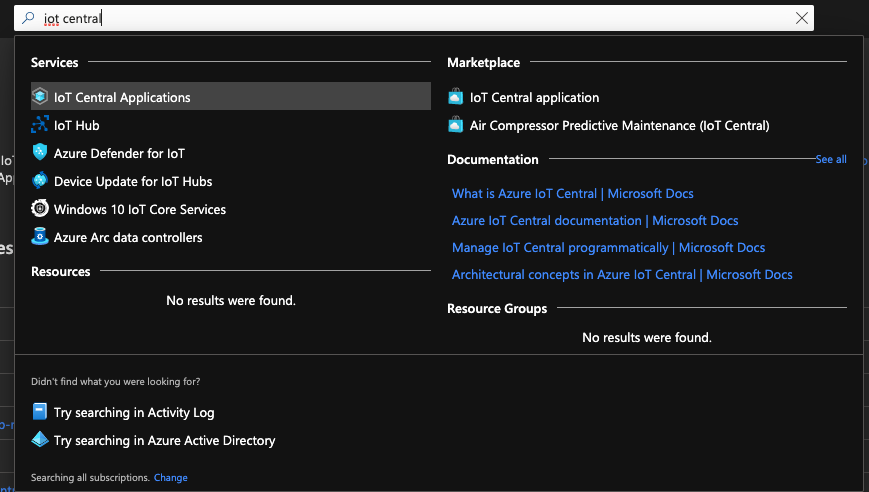 iot central
Services
IoT Central Applications
IoT Hub
Azure Defender for IoT
Device Update for IoT Hubs
Windows 10 IoT Core Services
Azure Arc data controllers
Resources
No results were found.
Marketplace
IoT Central application
Air Compressor Predictive Maintenance (IoT Central)
Documentation
See all
What is Azure IoT Central | Microsoft Docs
Azure IoT Central documentation | Microsoft Docs
Manage IoT Central programmatically | Microsoft Docs
Architectural concepts in Azure IoT Central | Microsoft Docs
Resource Groups
No results were found.
Didn't find what you were looking for?
Try searching in Activity Log
Try searching in Azure Active Directory
Searching all subscriptions. Change